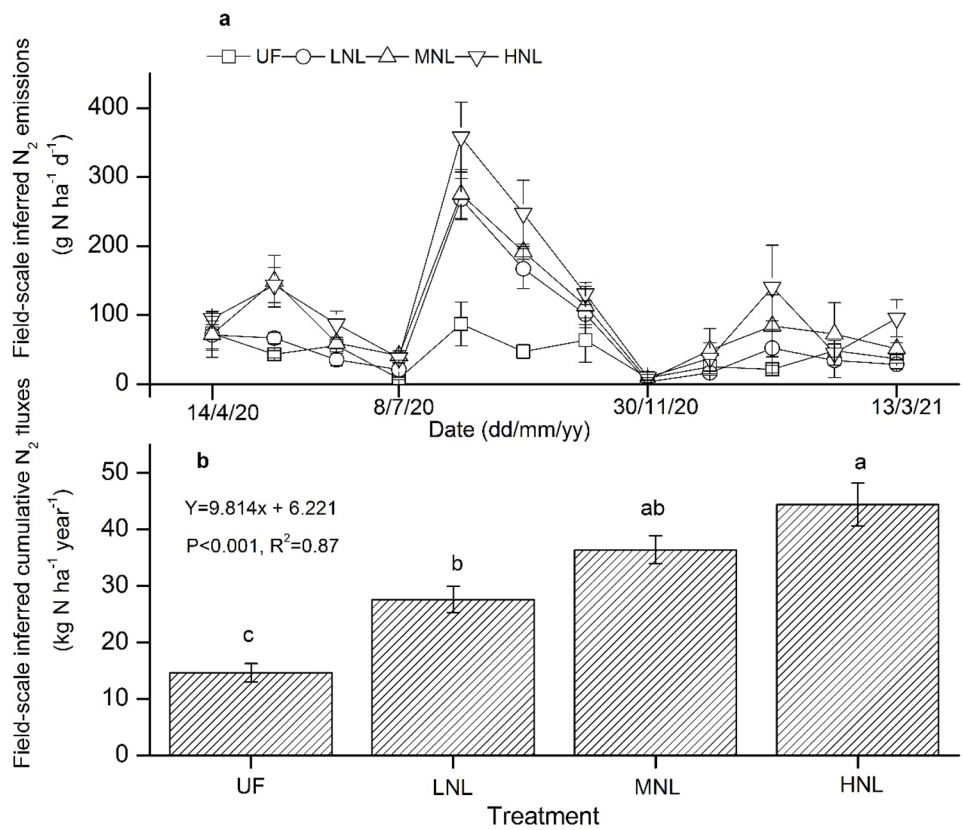 a
UF LNL MNL HNL
Field-scale inferred N₂ emissions
(g N ha⁻¹ d⁻¹)
400
300
200
100
0
14/4/20 8/7/20 30/11/20 13/3/21
Date (dd/mm/yy)
b
Field-scale inferred cumulative N₂ fluxes
(kg N ha⁻¹ year⁻¹)
50
40
30
20
10
0
Y=9.814x + 6.221
P<0.001, R²=0.87
c
b
ab
a
UF LNL MNL HNL
Treatment